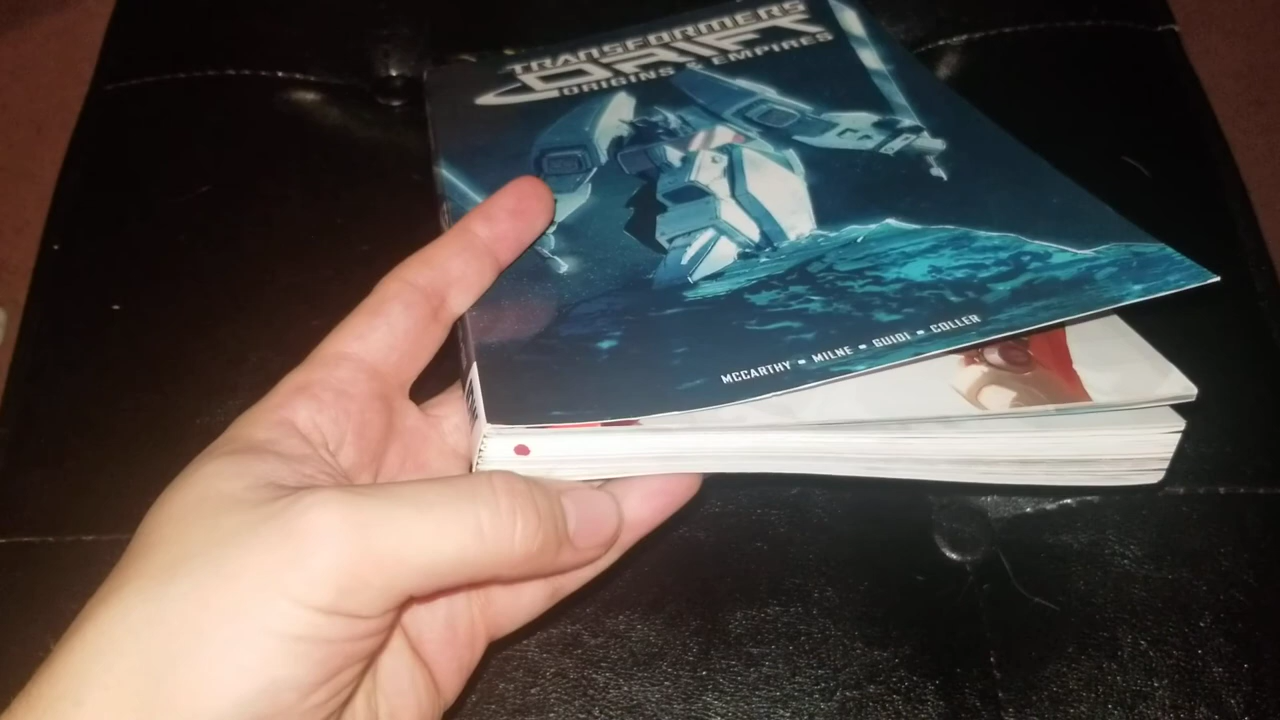 TRANSFORMERS
DRIFT
ORIGINS & EMPIRES
MCCARTHY ▪ MILNE ▪ GUIDI ▪ COLLER